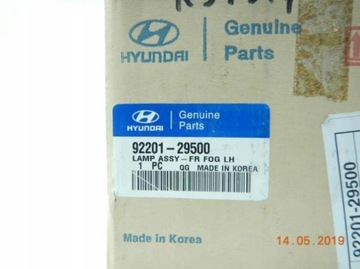 Genuine
Parts
HYUNDAI
HYUNDAI
Genuine
Parts
92201-29500
LAMP ASSY-FR FOG LH
1 PC QG MADE IN KOREA
Made in Korea
14.05.2019
92201-29500